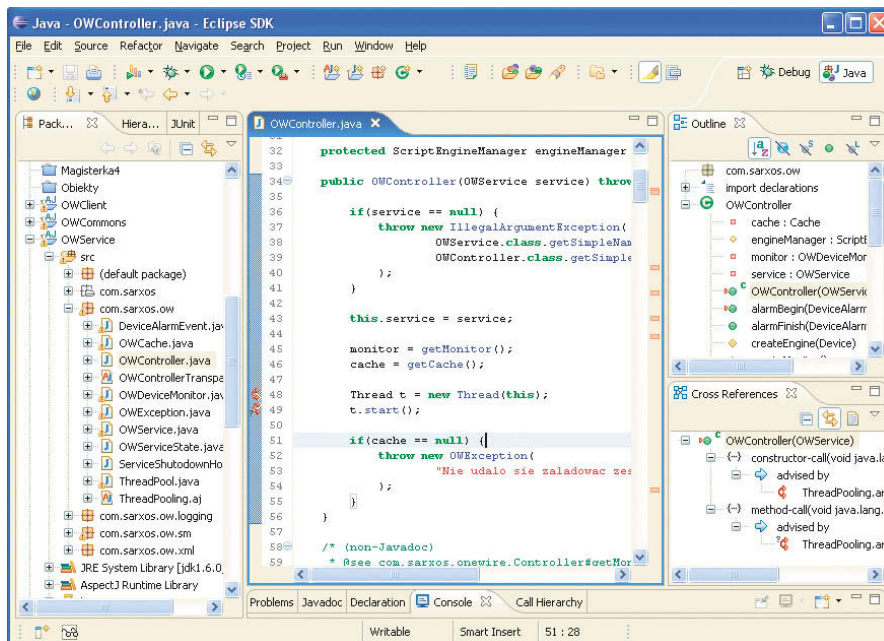 Java - OWController.java - Eclipse SDK
File Edit Source Refactor Navigate Search Project Run Window Help
Debug Java
Pack... Hiera... JUnit
Magisterka4
Obiekty
OWClient
OWCommons
OWService
src
(default package)
com.sarxos
com.sarxos.ow
DeviceAlarmEvent.jav
OWCache.java
OWController.java
OWControllerTranspa
OWDeviceMonitor.jav
OWException.java
OWService.java
OWServiceState.java
ServiceShutdownHo
ThreadPool.java
ThreadPooling.aj
com.sarxos.ow.logging
com.sarxos.ow.sm
com.sarxos.ow.xml
JRE System Library [jdk1.6.0_
AspectJ Runtime Library
OWController.java
32 protected ScriptEngineManager engineManager
33
34 public OWController(OWService service) throw
35
36 if(service == null) {
37 throw new IllegalArgumentException(
38 OWService.class.getSimpleNam
39 OWController.class.getSimple
40 );
41 }
42
43 this.service = service;
44
45 monitor = getMonitor();
46 cache = getCache();
47
48 Thread t = new Thread(this);
49 t.start();
50
51 if(cache == null) {
52 throw new OWException(
53 "Nie udalo sie zaladowac zes
54 );
55 }
56 }
57
58 /* (non-Javadoc)
59 * @see com.sarxos.onewire.Controller#getMon
Outline
com.sarxos.ow
import declarations
OWController
cache : Cache
engineManager : ScriptE
monitor : OWDeviceMor
service : OWService
OWController(OWServic
alarmBegin(DeviceAlarm
alarmFinish(DeviceAlarm
createEngine(Device)
Cross References
OWController(OWService)
constructor-call(void java.la
advised by
ThreadPooling.ar
method-call(void java.lang.
advised by
ThreadPooling.ar
Problems Javadoc Declaration Console Call Hierarchy
Writable Smart Insert 51 : 28